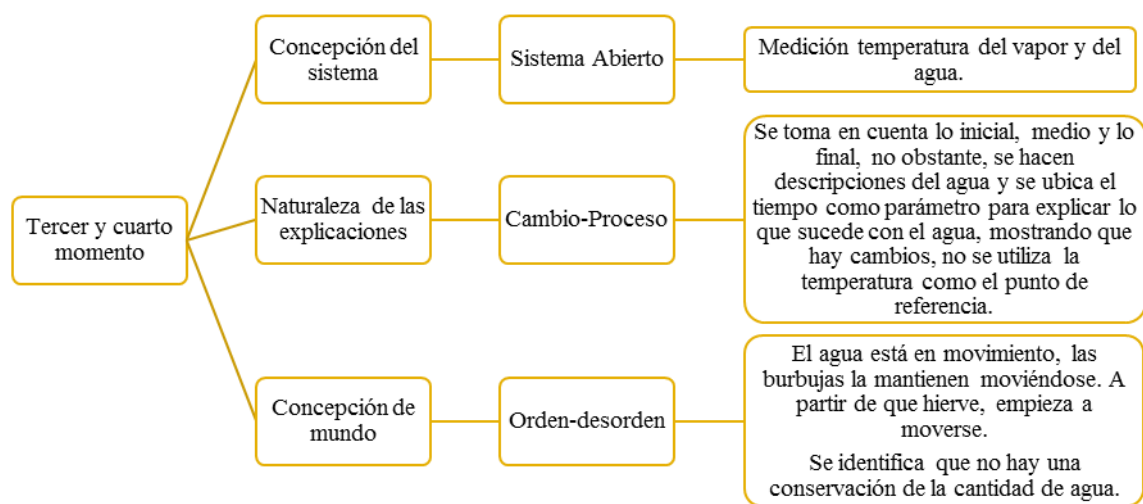 Tercer y cuarto
momento
Concepción del
sistema
Sistema Abierto
Medición temperatura del vapor y del
agua.
Naturaleza de las
explicaciones
Cambio-Proceso
Se toma en cuenta lo inicial, medio y lo
final, no obstante, se hacen
descripciones del agua y se ubica el
tiempo como parámetro para explicar lo
que sucede con el agua, mostrando que
hay cambios, no se utiliza la
temperatura como el punto de
referencia.
Concepción de
mundo
Orden-desorden
El agua está en movimiento, las
burbujas la mantienen moviéndose. A
partir de que hierve, empieza a
moverse.
Se identifica que no hay una
conservación de la cantidad de agua.